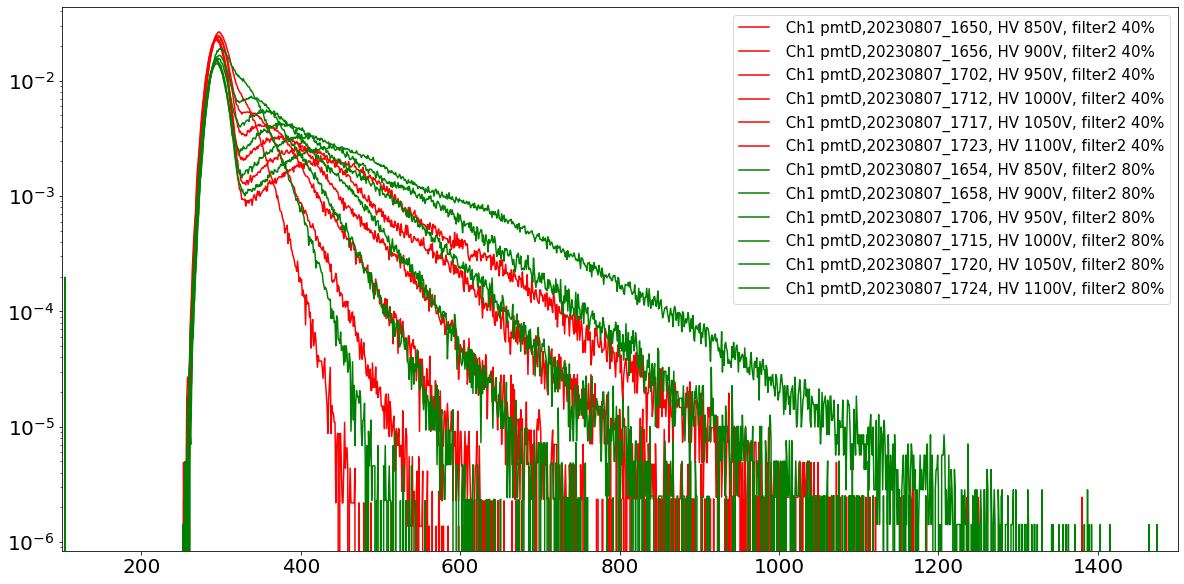 Ch1 pmtD,20230807_1650, HV 850V, filter2 40%
Ch1 pmtD,20230807_1656, HV 900V, filter2 40%
Ch1 pmtD,20230807_1702, HV 950V, filter2 40%
Ch1 pmtD,20230807_1712, HV 1000V, filter2 40%
Ch1 pmtD,20230807_1717, HV 1050V, filter2 40%
Ch1 pmtD,20230807_1723, HV 1100V, filter2 40%
Ch1 pmtD,20230807_1654, HV 850V, filter2 80%
Ch1 pmtD,20230807_1658, HV 900V, filter2 80%
Ch1 pmtD,20230807_1706, HV 950V, filter2 80%
Ch1 pmtD,20230807_1715, HV 1000V, filter2 80%
Ch1 pmtD,20230807_1720, HV 1050V, filter2 80%
Ch1 pmtD,20230807_1724, HV 1100V, filter2 80%
10⁻²
10⁻³
10⁻⁴
10⁻⁵
10⁻⁶
200 400 600 800 1000 1200 1400